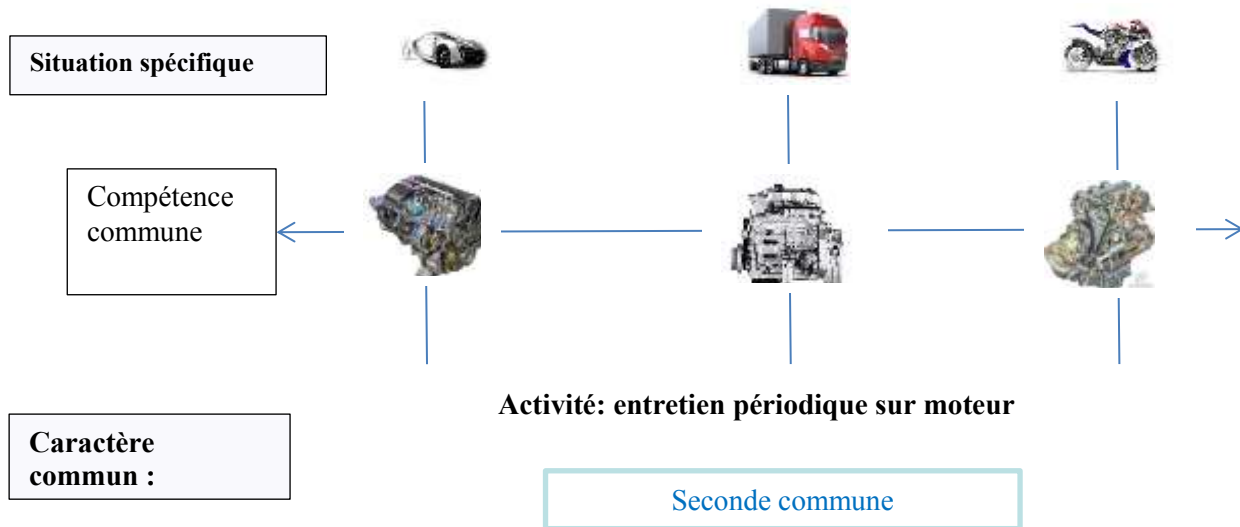 Situation spécifique
Compétence
commune
Activité: entretien périodique sur moteur
Caractère
commun :
Seconde commune